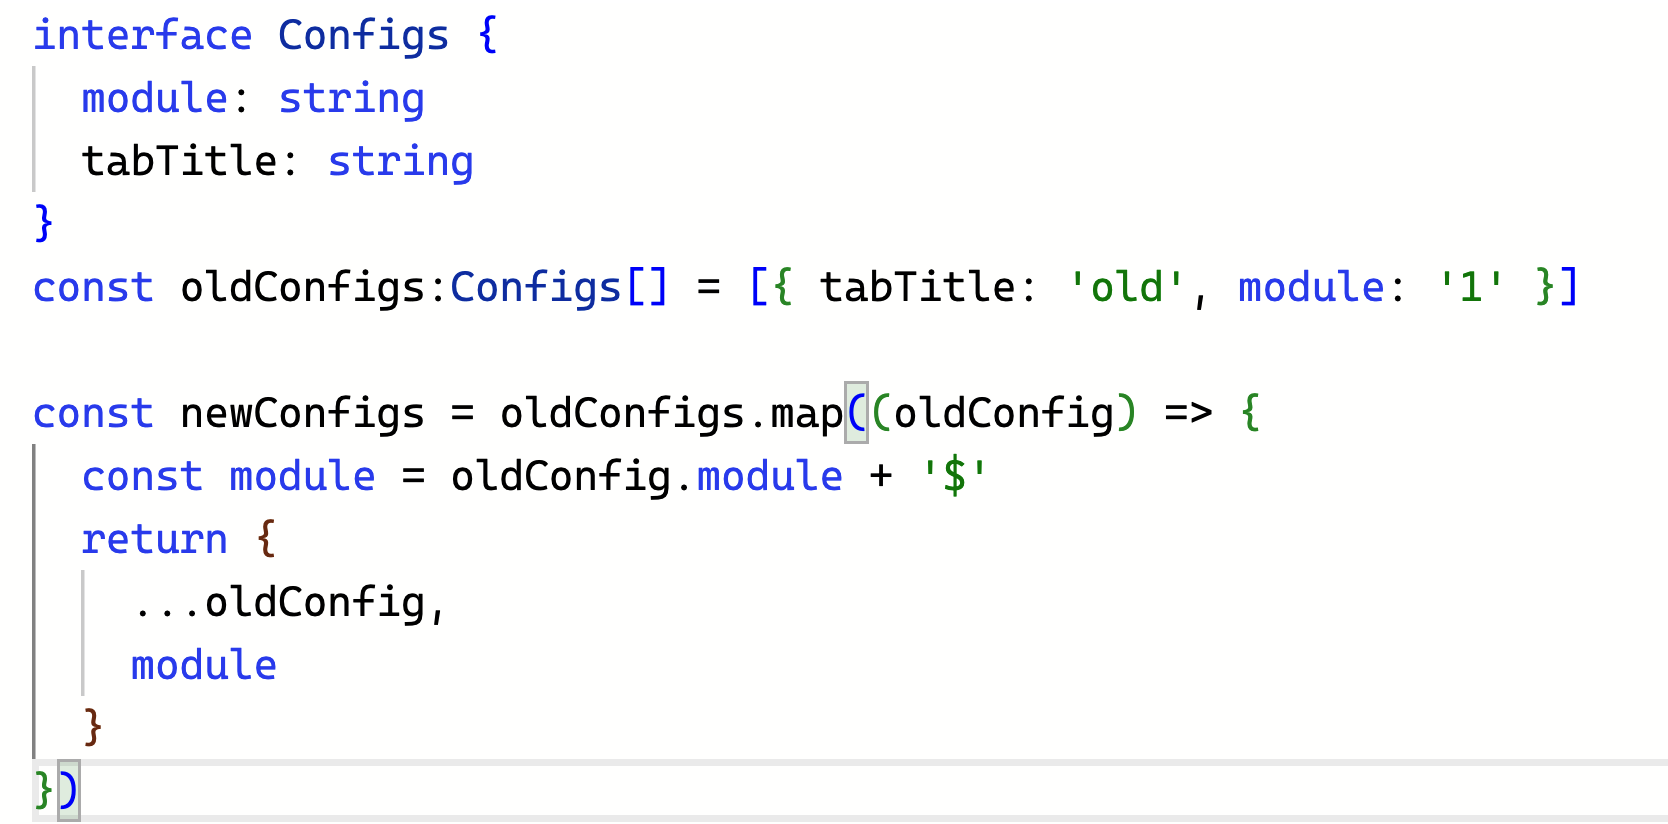 interface Configs {
  module: string
  tabTitle: string
}
const oldConfigs:Configs[] = [{ tabTitle: 'old', module: '1' }]

const newConfigs = oldConfigs.map((oldConfig) => {
  const module = oldConfig.module + '$'
  return {
    ...oldConfig,
    module
  }
})